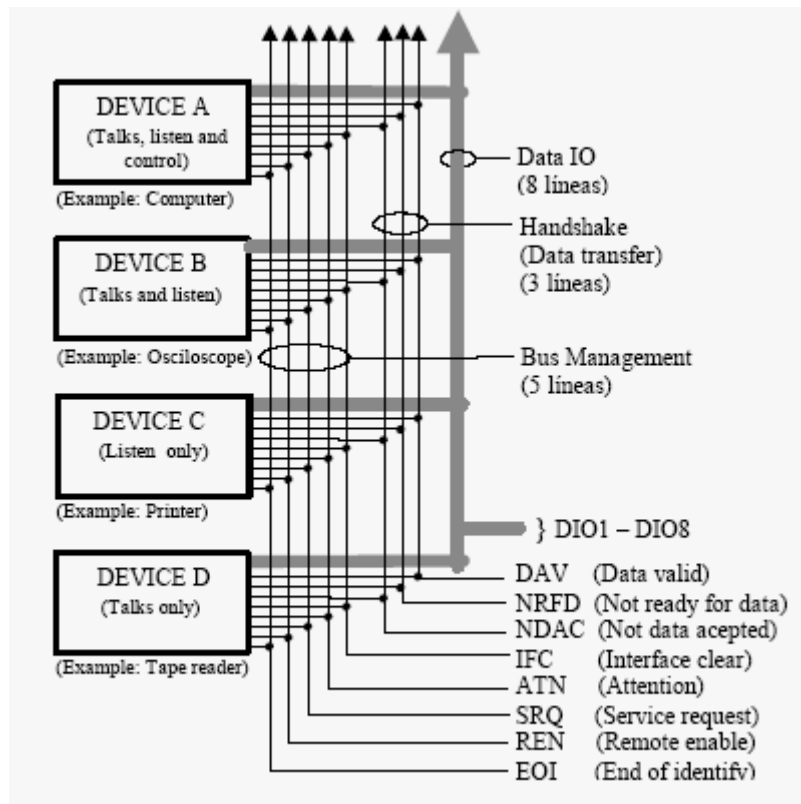 DEVICE A
(Talks, listen and
control)
(Example: Computer)
DEVICE B
(Talks and listen)
(Example: Osciloscope)
DEVICE C
(Listen only)
(Example: Printer)
DEVICE D
(Talks only)
(Example: Tape reader)
Data IO
(8 líneas)
Handshake
(Data transfer)
(3 líneas)
Bus Management
(5 líneas)
} DIO1 – DIO8
DAV (Data valid)
NRFD (Not ready for data)
NDAC (Not data acepted)
IFC (Interface clear)
ATN (Attention)
SRQ (Service request)
REN (Remote enable)
EOI (End of identify)